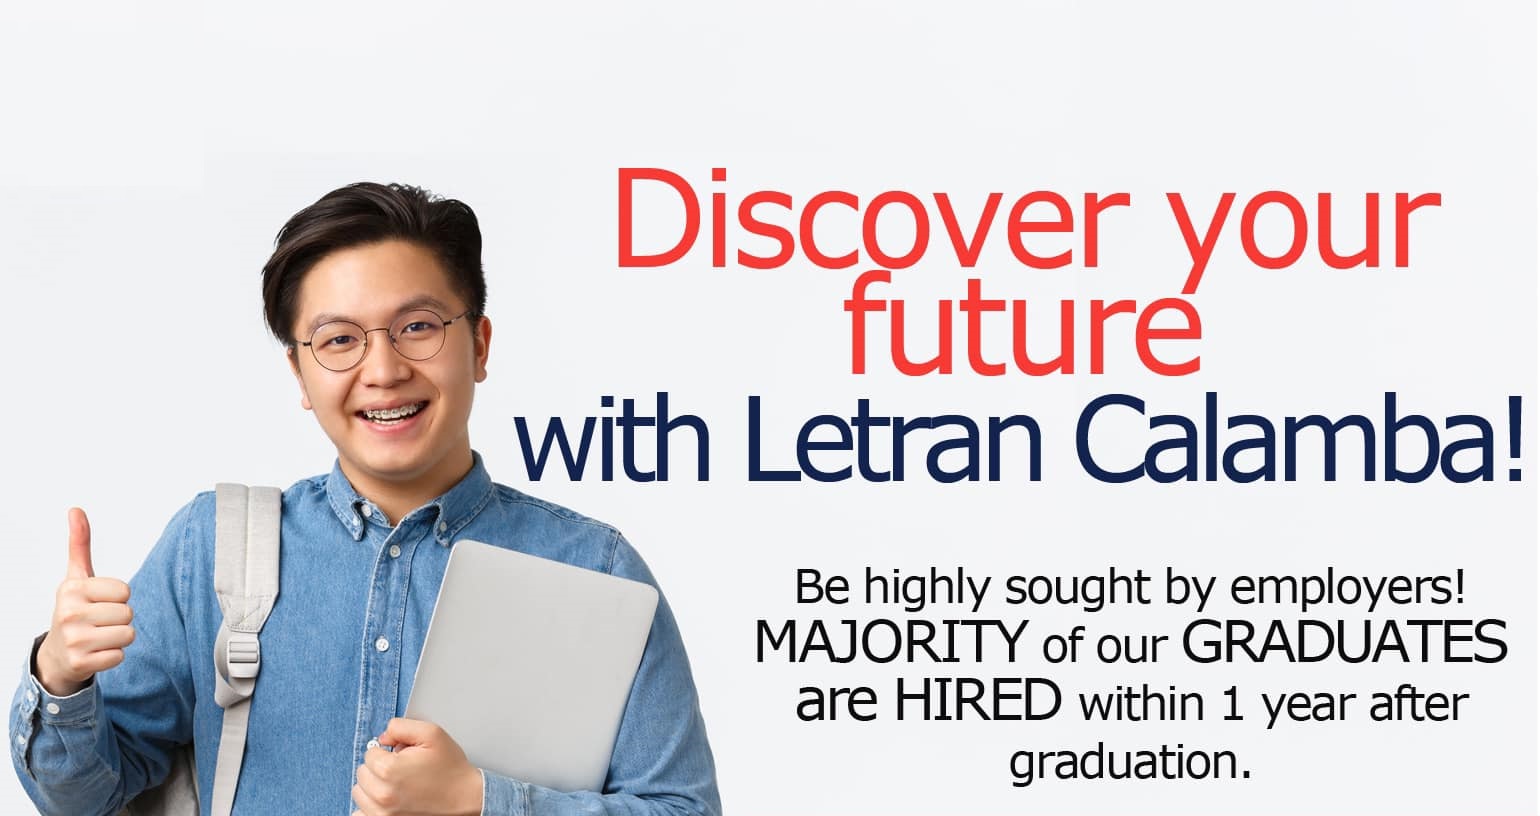 Discover your
future
with Letran Calamba!
Be highly sought by employers!
MAJORITY of our GRADUATES
are HIRED within 1 year after
graduation.